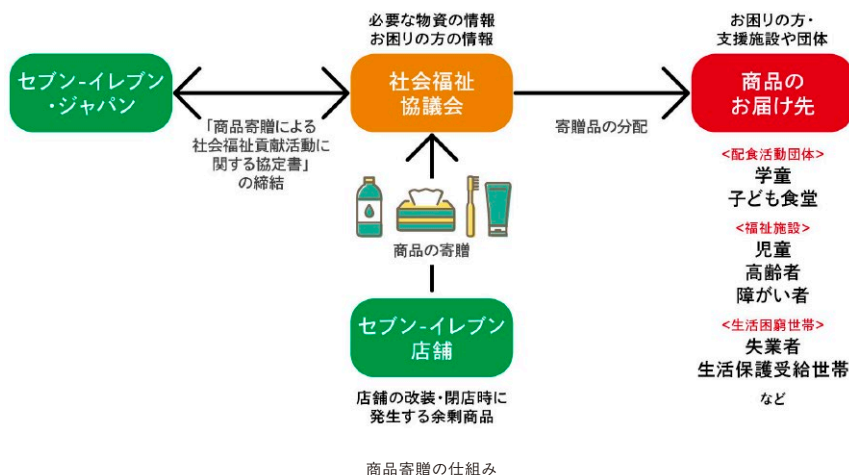 必要な物資の情報
お困りの方の情報
お困りの方・
支援施設や団体
セブン-イレブン
・ジャパン
社会福祉
協議会
商品の
お届け先
「商品寄贈による
社会福祉貢献活動に
関する協定書」
の締結
寄贈品の分配
商品の寄贈
セブン-イレブン
店舗
店舗の改装・閉店時に
発生する余剰商品
<配食活動団体>
学童
子ども食堂
<福祉施設>
児童
高齢者
障がい者
<生活困窮世帯>
失業者
生活保護受給世帯
など
商品寄贈の仕組み